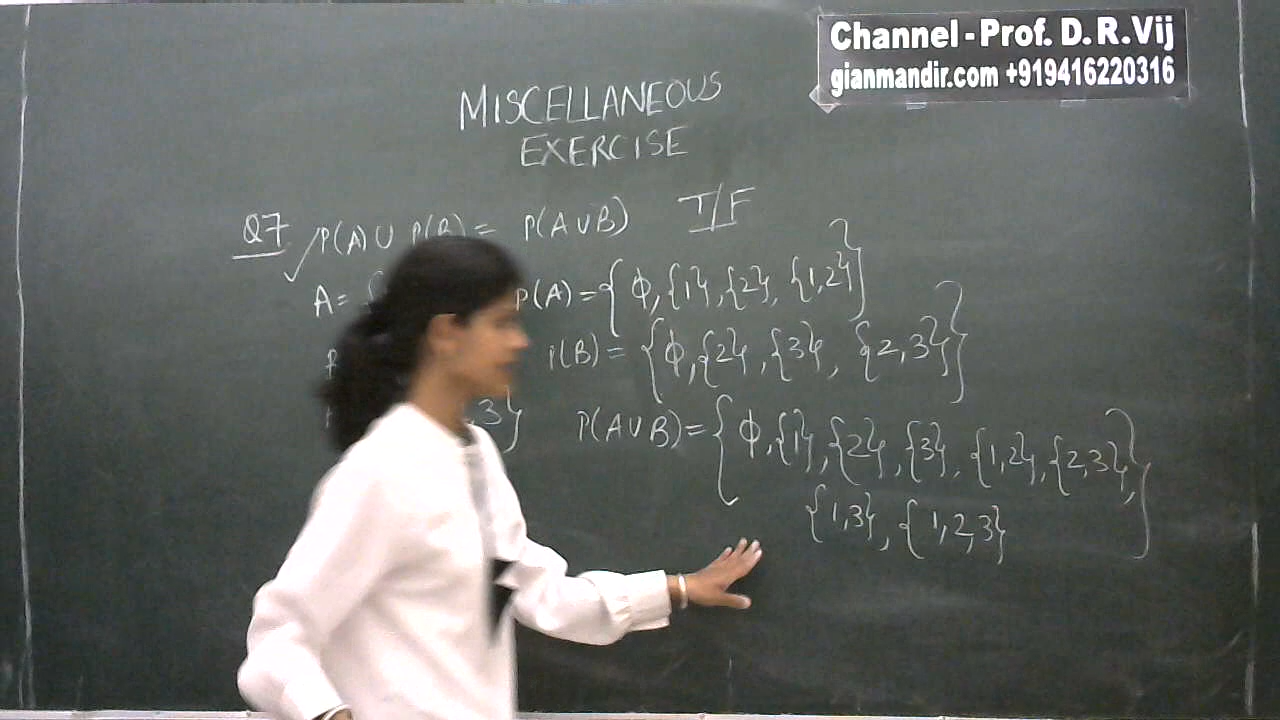 Channel - Prof. D. R. Vij
gianmandir.com +919416220316
MISCELLANEOUS
EXERCISE
Q7 P(A) ∪ P(B) = P(A∪B) T/F
A = { P(A) = {ϕ, {1}, {2}, {1,2}}
P(B) = {ϕ, {2}, {3}, {2,3}}
3} P(A∪B) = {ϕ, {1}, {2}, {3}, {1,2}, {2,3},
{1,3}, {1,2,3}}